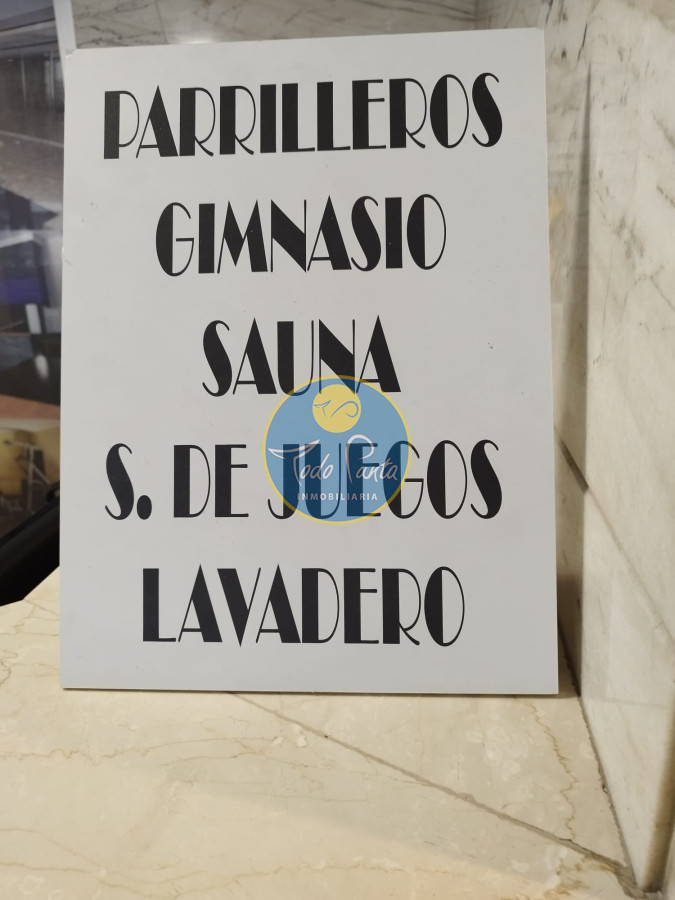 PARRILLEROS
GIMNASIO
SAUNA
S. DE JUEGOS
LAVADERO
Todo Punta
INMOBILIARIA